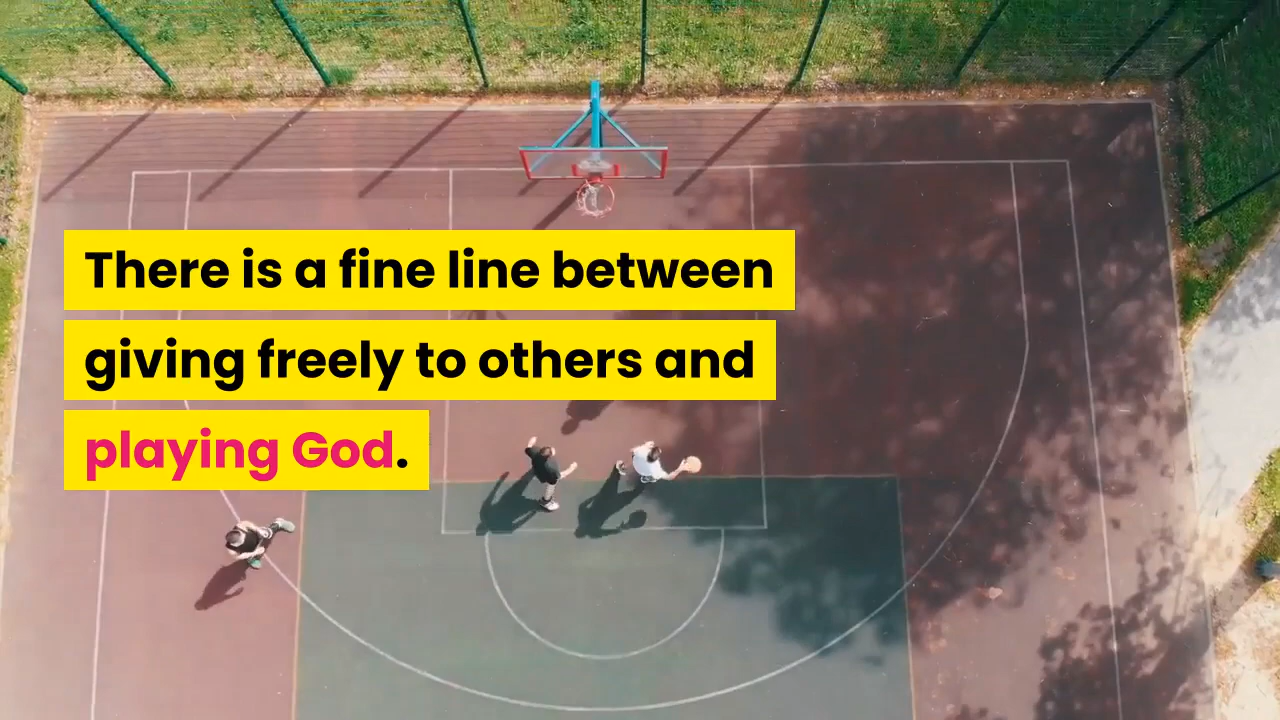 There is a fine line between
giving freely to others and
playing God.